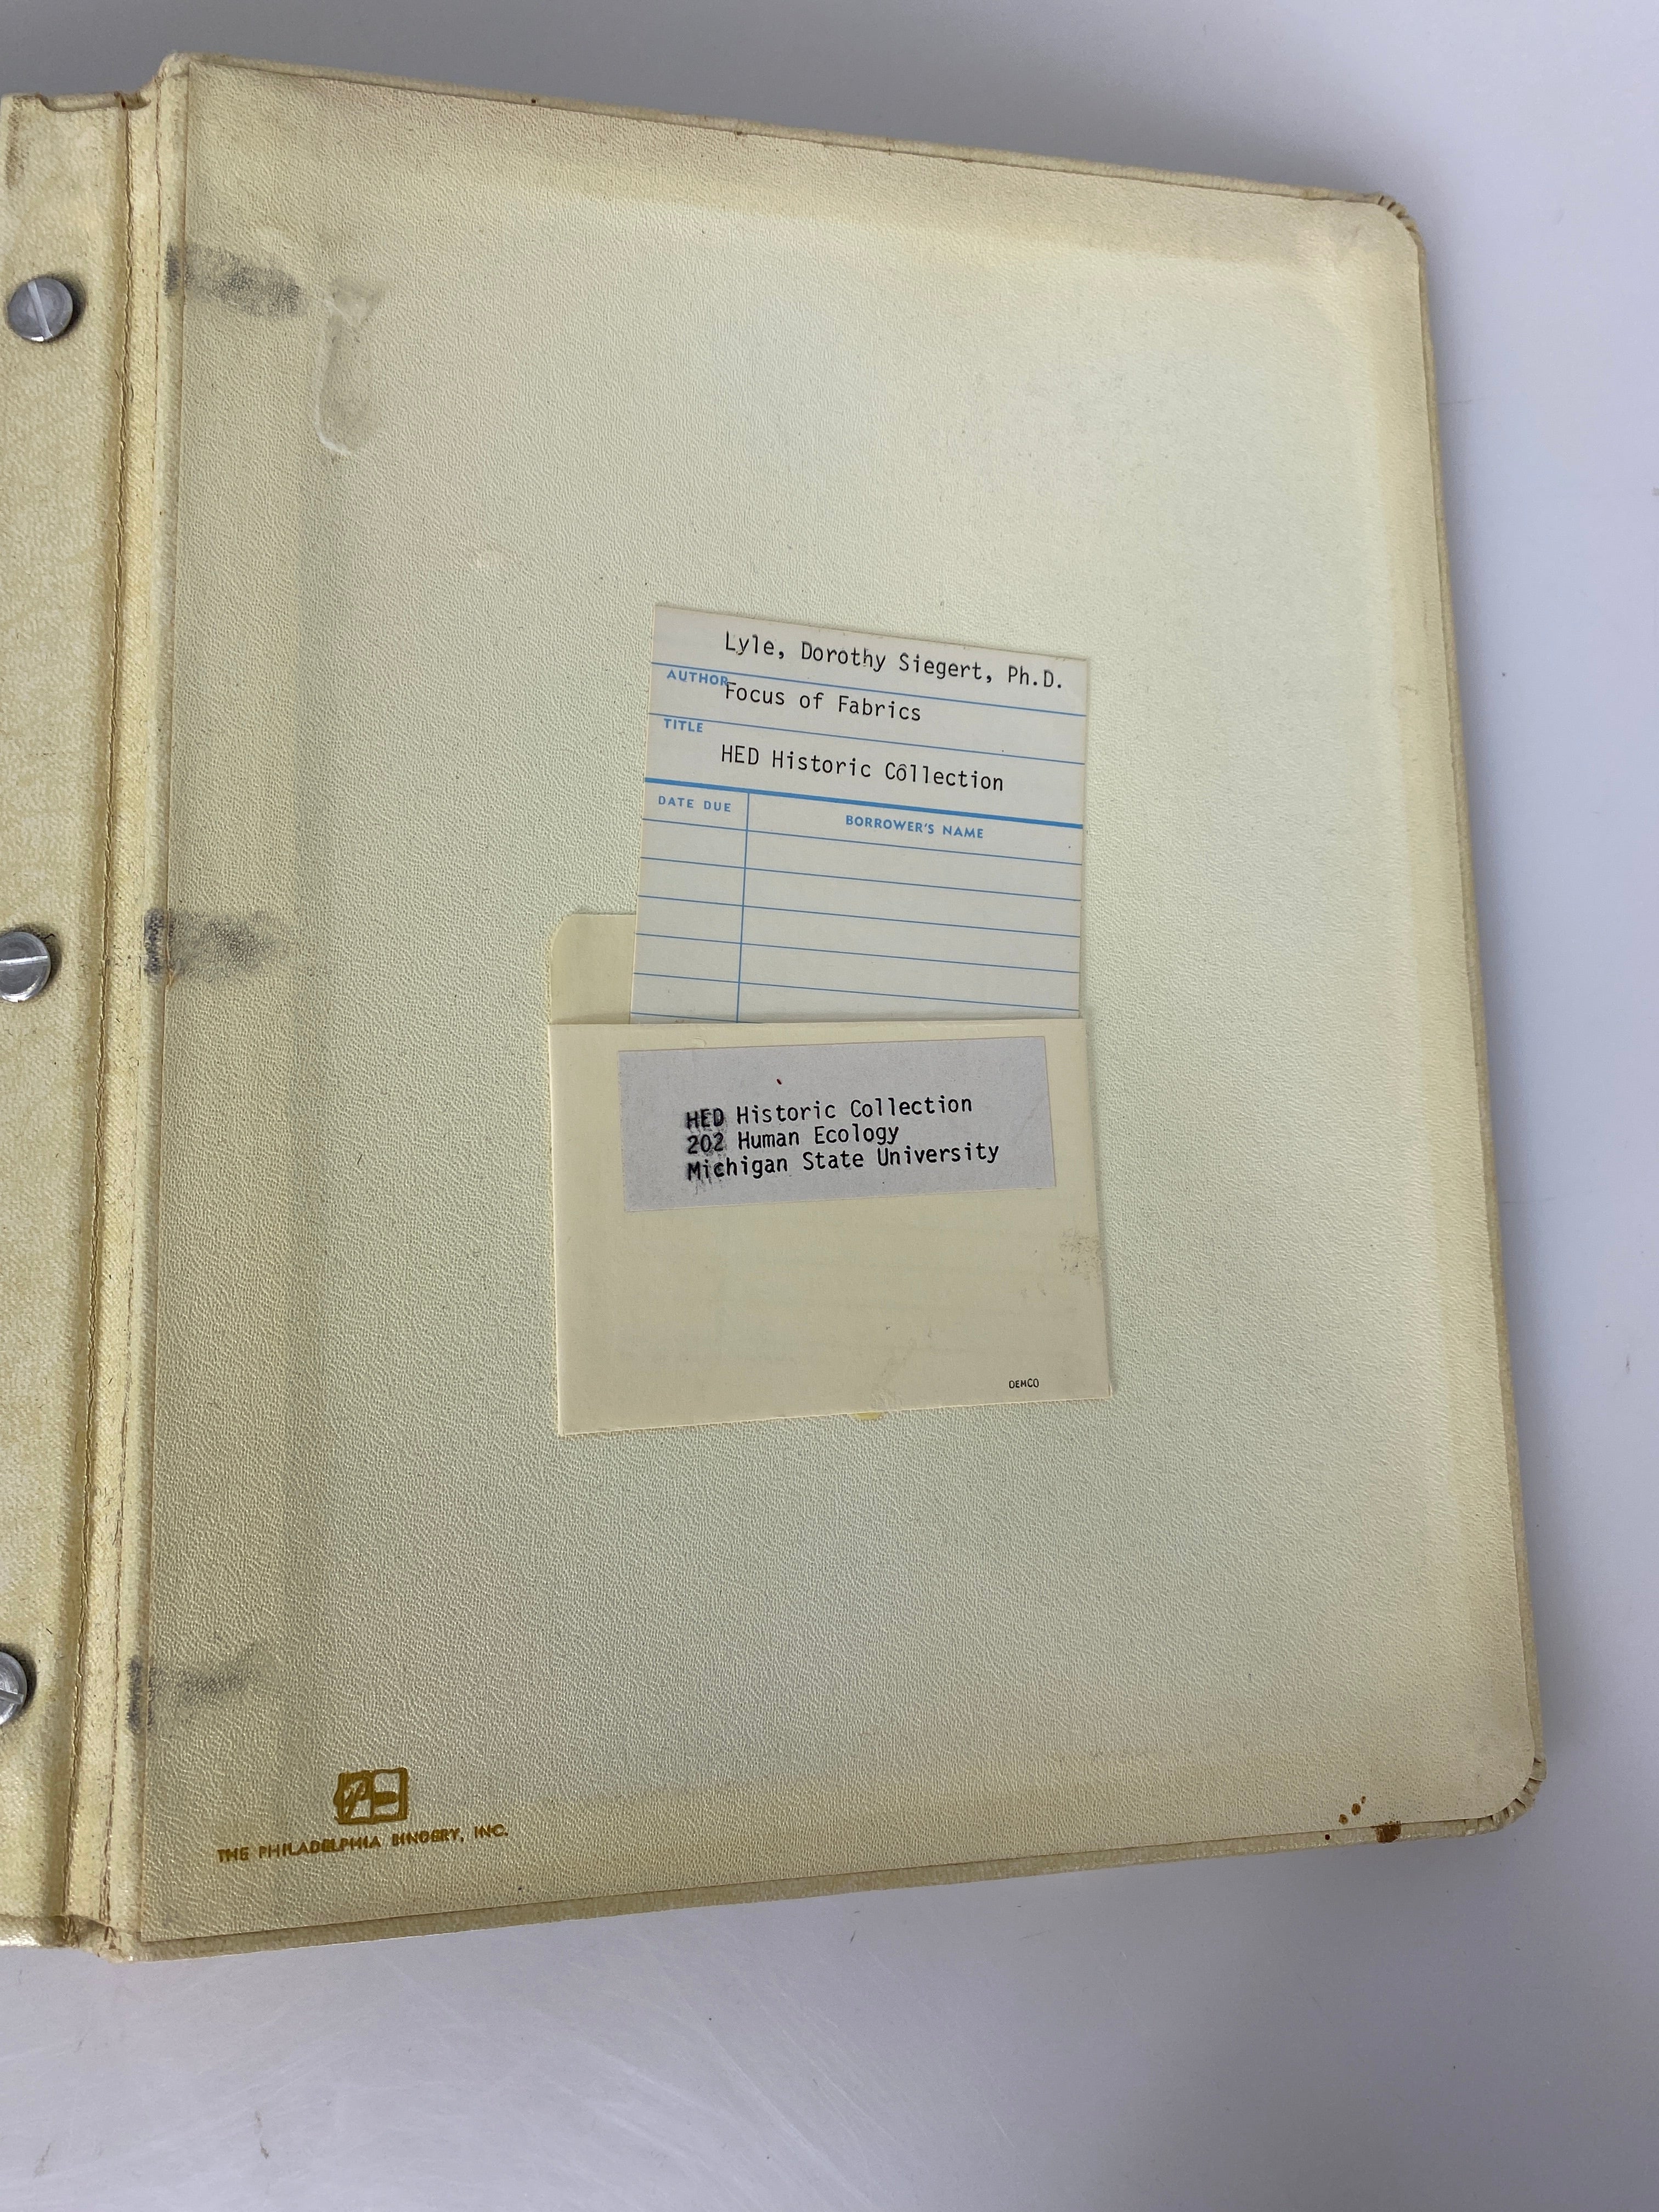 Lyle, Dorothy Siegert, Ph.D.
AUTHOR
Focus of Fabrics
TITLE
HED Historic Collection
DATE DUE
BORROWER'S NAME
HED Historic Collection
202 Human Ecology
Michigan State University
DEMCO
THE PHILADELPHIA BINDERY, INC.